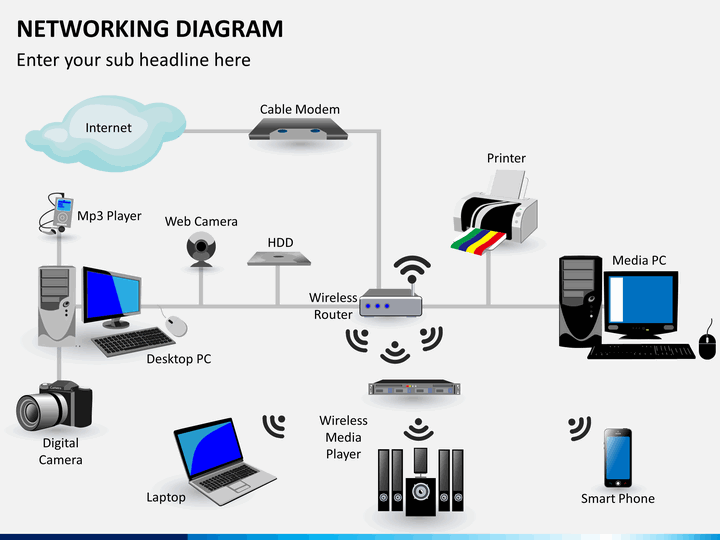 NETWORKING DIAGRAM
Enter your sub headline here
Cable Modem
Internet
Printer
Mp3 Player
Web Camera
HDD
Media PC
Wireless
Router
Desktop PC
Wireless
Media
Player
Digital
Camera
Laptop
Smart Phone